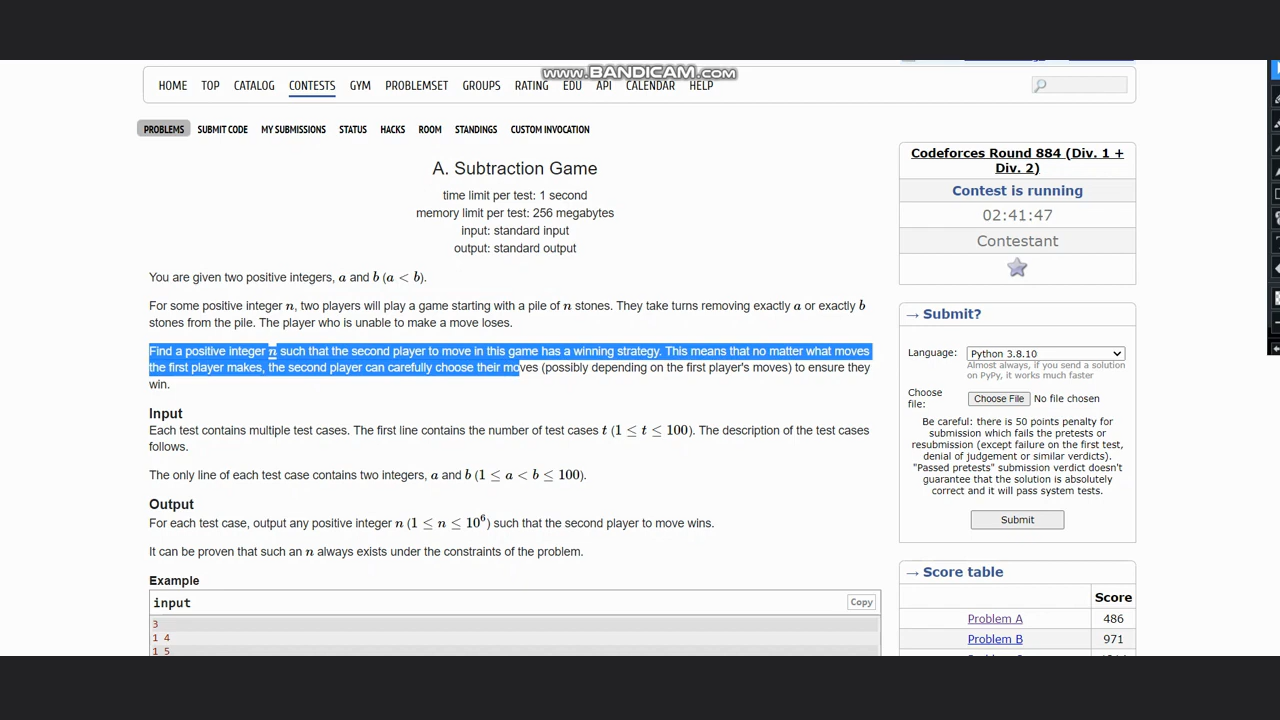 www.BANDICAM.com
HOME TOP CATALOG CONTESTS GYM PROBLEMSET GROUPS RATING EDU API CALENDAR HELP
PROBLEMS SUBMIT CODE MY SUBMISSIONS STATUS HACKS ROOM STANDINGS CUSTOM INVOCATION
A. Subtraction Game
time limit per test: 1 second
memory limit per test: 256 megabytes
input: standard input
output: standard output
You are given two positive integers, a and b (a < b).
For some positive integer n, two players will play a game starting with a pile of n stones. They take turns removing exactly a or exactly b
stones from the pile. The player who is unable to make a move loses.
Find a positive integer n such that the second player to move in this game has a winning strategy. This means that no matter what moves
the first player makes, the second player can carefully choose their moves (possibly depending on the first player's moves) to ensure they
win.
Input
Each test contains multiple test cases. The first line contains the number of test cases t (1 ≤ t ≤ 100). The description of the test cases
follows.
The only line of each test case contains two integers, a and b (1 ≤ a < b ≤ 100).
Output
For each test case, output any positive integer n (1 ≤ n ≤ 10⁶) such that the second player to move wins.
It can be proven that such an n always exists under the constraints of the problem.
Example
input
Copy
3
1 4
1 5
Codeforces Round 884 (Div. 1 +
Div. 2)
Contest is running
02:41:47
Contestant
→ Submit?
Language: Python 3.8.10
Almost always, if you send a solution
on PyPy, it works much faster
Choose
file: Choose File No file chosen
Be careful: there is 50 points penalty for
submission which fails the pretests or
resubmission (except failure on the first test,
denial of judgement or similar verdicts).
"Passed pretests" submission verdict doesn't
guarantee that the solution is absolutely
correct and it will pass system tests.
Submit
→ Score table
Score
Problem A 486
Problem B 971